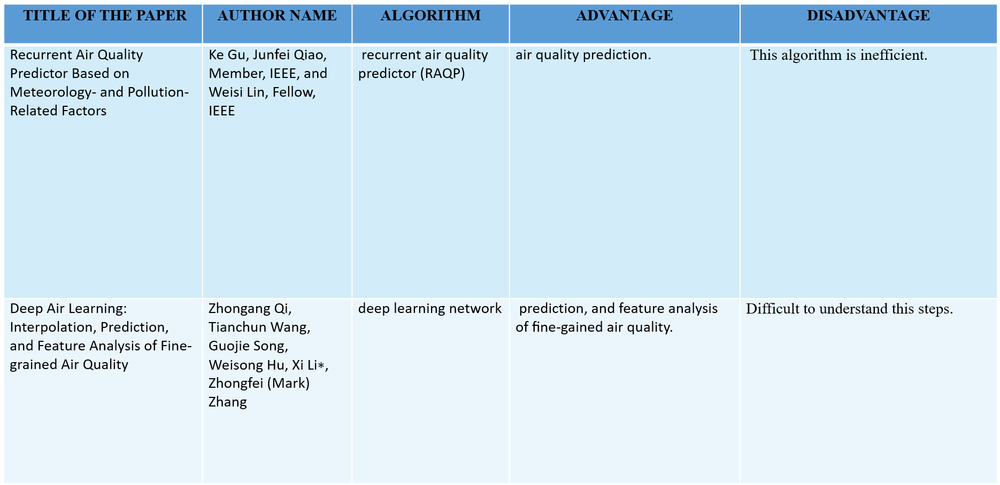 TITLE OF THE PAPER
AUTHOR NAME
ALGORITHM
ADVANTAGE
DISADVANTAGE
Recurrent Air Quality
Predictor Based on
Meteorology- and Pollution-
Related Factors
Ke Gu, Junfei Qiao,
Member, IEEE, and
Weisi Lin, Fellow,
IEEE
recurrent air quality
predictor (RAQP)
air quality prediction.
This algorithm is inefficient.
Deep Air Learning:
Interpolation, Prediction,
and Feature Analysis of Fine-
grained Air Quality
Zhongang Qi,
Tianchun Wang,
Guojie Song,
Weisong Hu, Xi Li∗,
Zhongfei (Mark)
Zhang
deep learning network
prediction, and feature analysis
of fine-gained air quality.
Difficult to understand this steps.